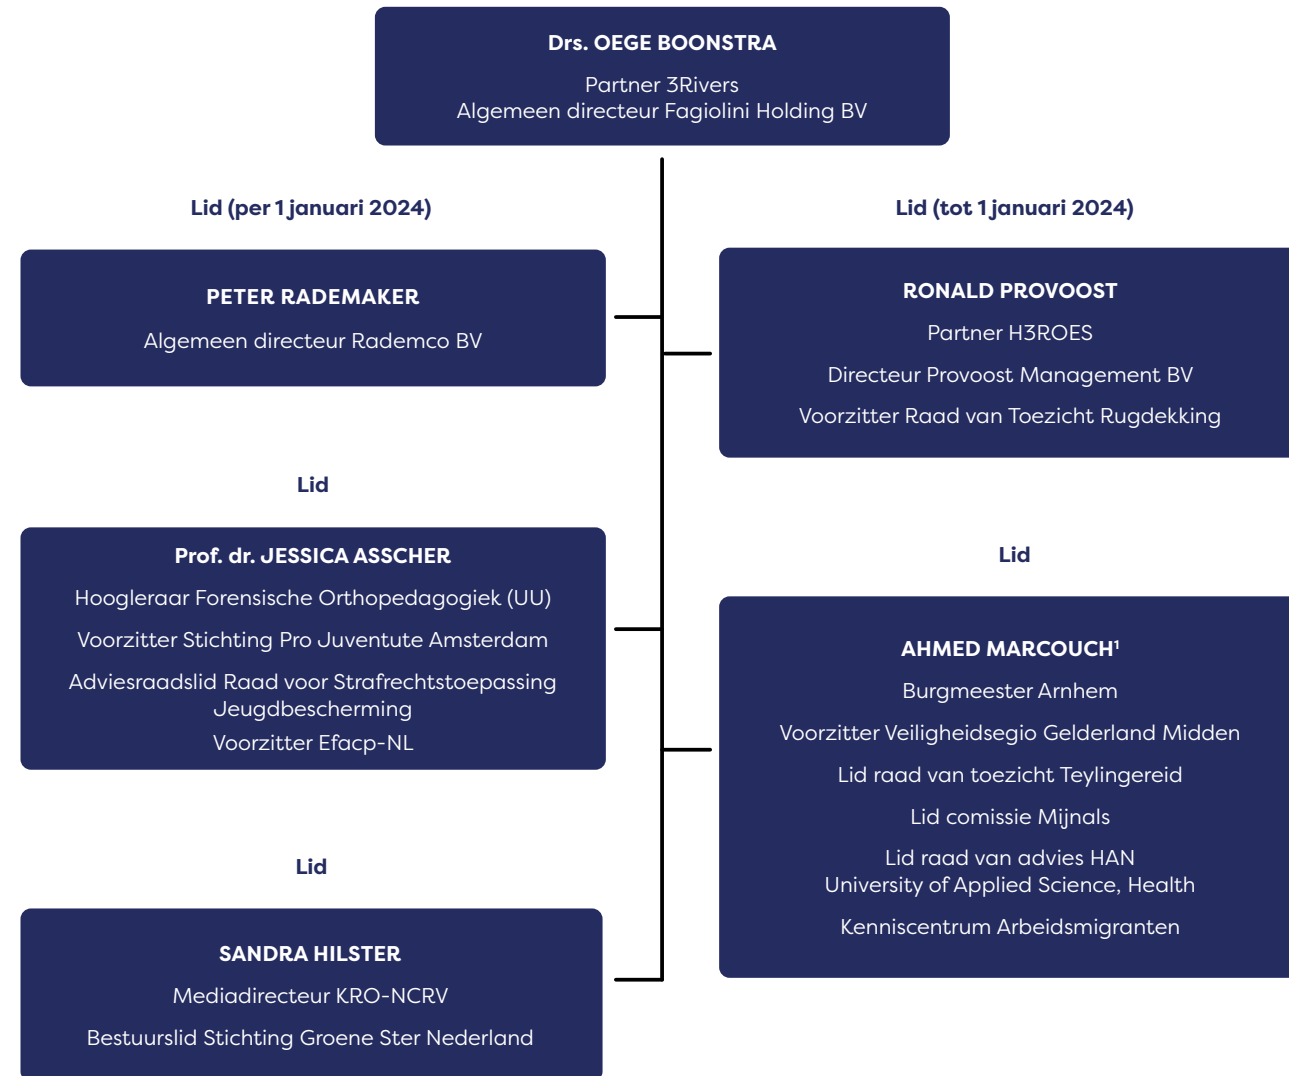 Drs. OEGE BOONSTRA
Partner 3Rivers
Algemeen directeur Fagiolini Holding BV
Lid (per 1 januari 2024)
PETER RADEMAKER
Algemeen directeur Rademco BV
Lid (tot 1 januari 2024)
RONALD PROVOOST
Partner H3ROES
Directeur Provoost Management BV
Voorzitter Raad van Toezicht Rugdekking
Lid
Prof. dr. JESSICA ASSCHER
Hoogleraar Forensische Orthopedagogiek (UU)
Voorzitter Stichting Pro Juventute Amsterdam
Adviesraadslid Raad voor Strafrechtstoepassing
Jeugdbescherming
Voorzitter Efacp-NL
Lid
AHMED MARCOUCH¹
Burgmeester Arnhem
Voorzitter Veiligheidsegio Gelderland Midden
Lid raad van toezicht Teylingereid
Lid comissie Mijnals
Lid raad van advies HAN
University of Applied Science, Health
Kenniscentrum Arbeidsmigranten
Lid
SANDRA HILSTER
Mediadirecteur KRO-NCRV
Bestuurslid Stichting Groene Ster Nederland